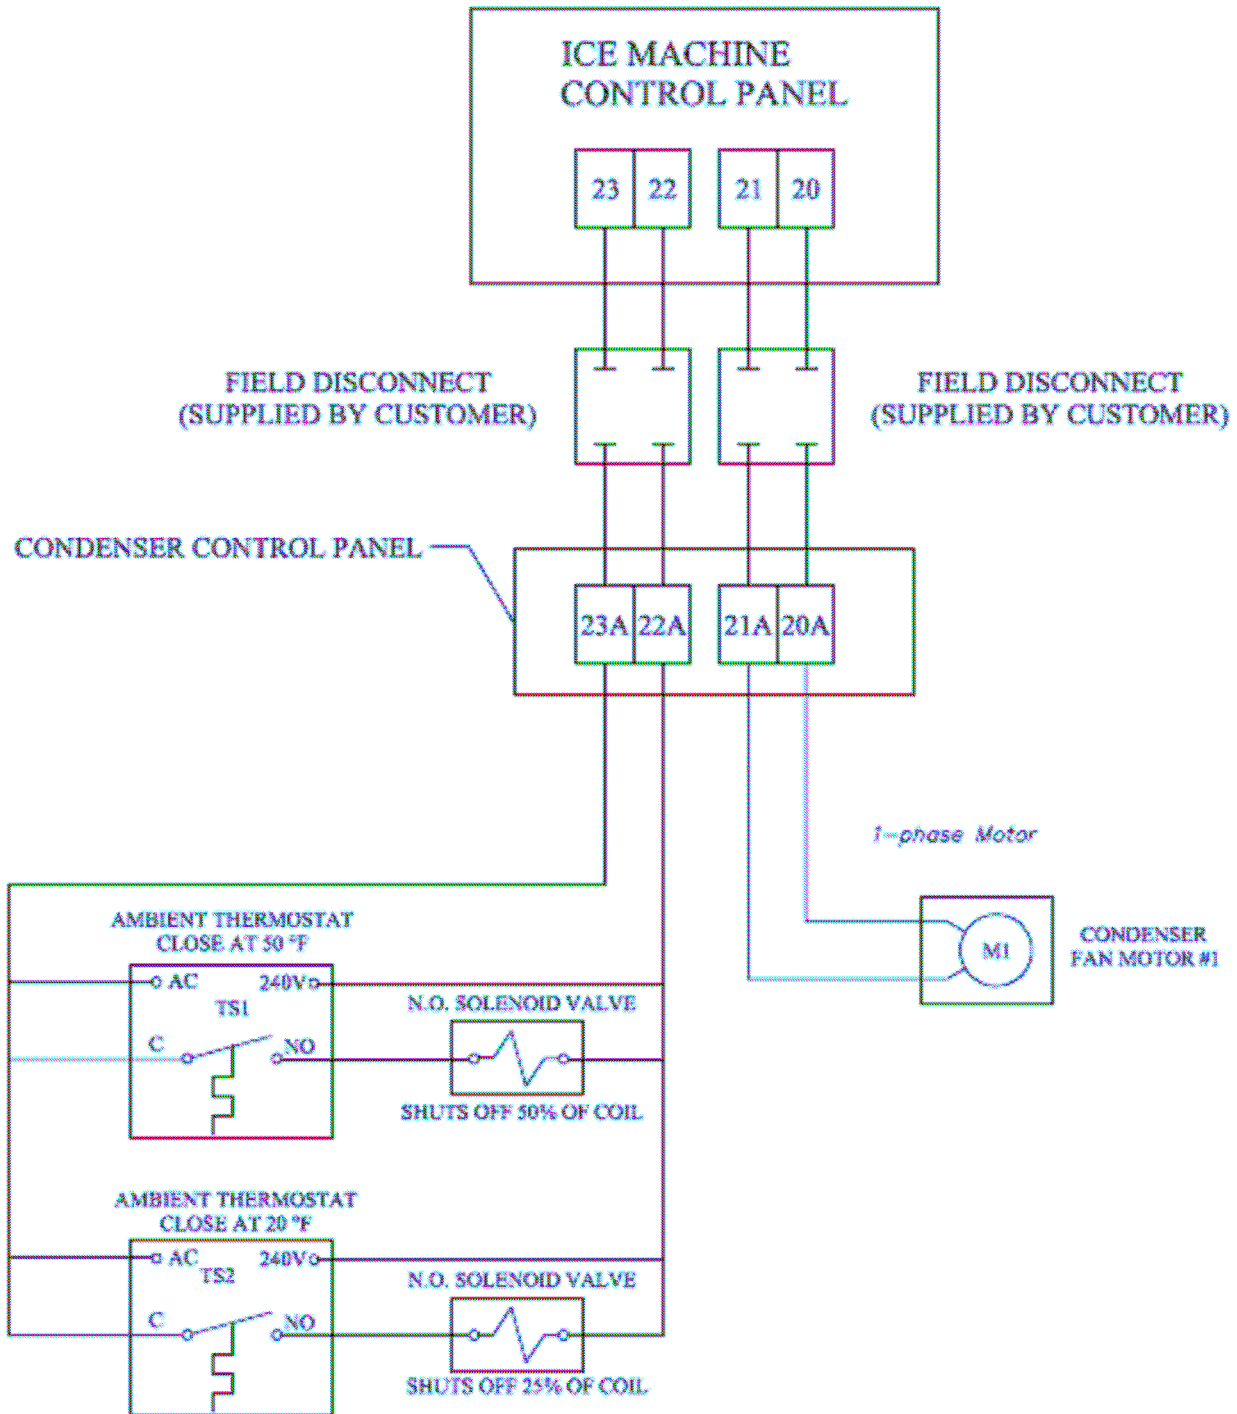 ICE MACHINE
CONTROL PANEL
23 22 21 20
FIELD DISCONNECT
(SUPPLIED BY CUSTOMER)
FIELD DISCONNECT
(SUPPLIED BY CUSTOMER)
CONDENSER CONTROL PANEL
23A 22A 21A 20A
1-phase Motor
M1
CONDENSER
FAN MOTOR #1
AMBIENT THERMOSTAT
CLOSE AT 50 °F
AC 240V
TS1
C NO
N.O. SOLENOID VALVE
SHUTS OFF 50% OF COIL
AMBIENT THERMOSTAT
CLOSE AT 20 °F
AC 240V
TS2
C NO
N.O. SOLENOID VALVE
SHUTS OFF 25% OF COIL